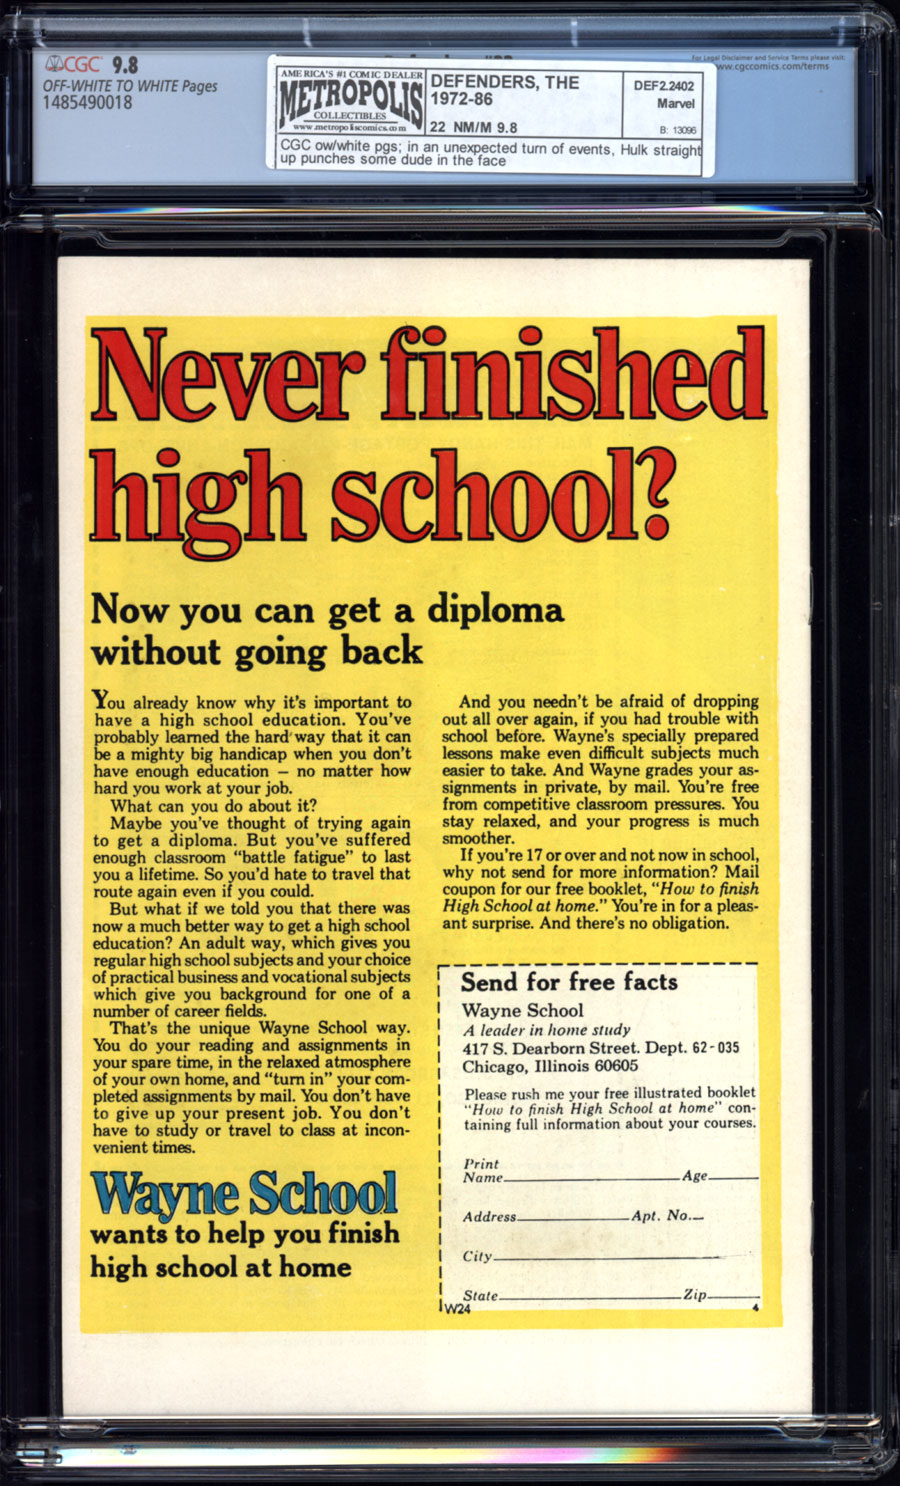 CGC 9.8
OFF-WHITE TO WHITE Pages
1485490018
For Legal Disclaimer and Service Terms please visit:
www.cgccomics.com/terms
AMERICA'S #1 COMIC DEALER
METROPOLIS
COLLECTIBLES
www.metropoliscomics.com
DEFENDERS, THE
1972-86
22 NM/M 9.8
DEF2.2402
Marvel
B: 13096
CGC ow/white pgs; in an unexpected turn of events, Hulk straight
up punches some dude in the face
Never finished
high school?
Now you can get a diploma
without going back
You already know why it's important to
have a high school education. You've
probably learned the hard way that it can
be a mighty big handicap when you don't
have enough education – no matter how
hard you work at your job.
What can you do about it?
Maybe you've thought of trying again
to get a diploma. But you've suffered
enough classroom "battle fatigue" to last
you a lifetime. So you'd hate to travel that
route again even if you could.
But what if we told you that there was
now a much better way to get a high school
education? An adult way, which gives you
regular high school subjects and your choice
of practical business and vocational subjects
which give you background for one of a
number of career fields.
That's the unique Wayne School way.
You do your reading and assignments in
your spare time, in the relaxed atmosphere
of your own home, and "turn in" your com-
pleted assignments by mail. You don't have
to give up your present job. You don't
have to study or travel to class at incon-
venient times.
Wayne School
wants to help you finish
high school at home
And you needn't be afraid of dropping
out all over again, if you had trouble with
school before. Wayne's specially prepared
lessons make even difficult subjects much
easier to take. And Wayne grades your as-
signments in private, by mail. You're free
from competitive classroom pressures. You
stay relaxed, and your progress is much
smoother.
If you're 17 or over and not now in school,
why not send for more information? Mail
coupon for our free booklet, "How to finish
High School at home." You're in for a pleas-
ant surprise. And there's no obligation.
Send for free facts
Wayne School
A leader in home study
417 S. Dearborn Street. Dept. 62-035
Chicago, Illinois 60605
Please rush me your free illustrated booklet
"How to finish High School at home" con-
taining full information about your courses.
Print
Name Age
Address Apt. No.
City
State Zip
W24 4